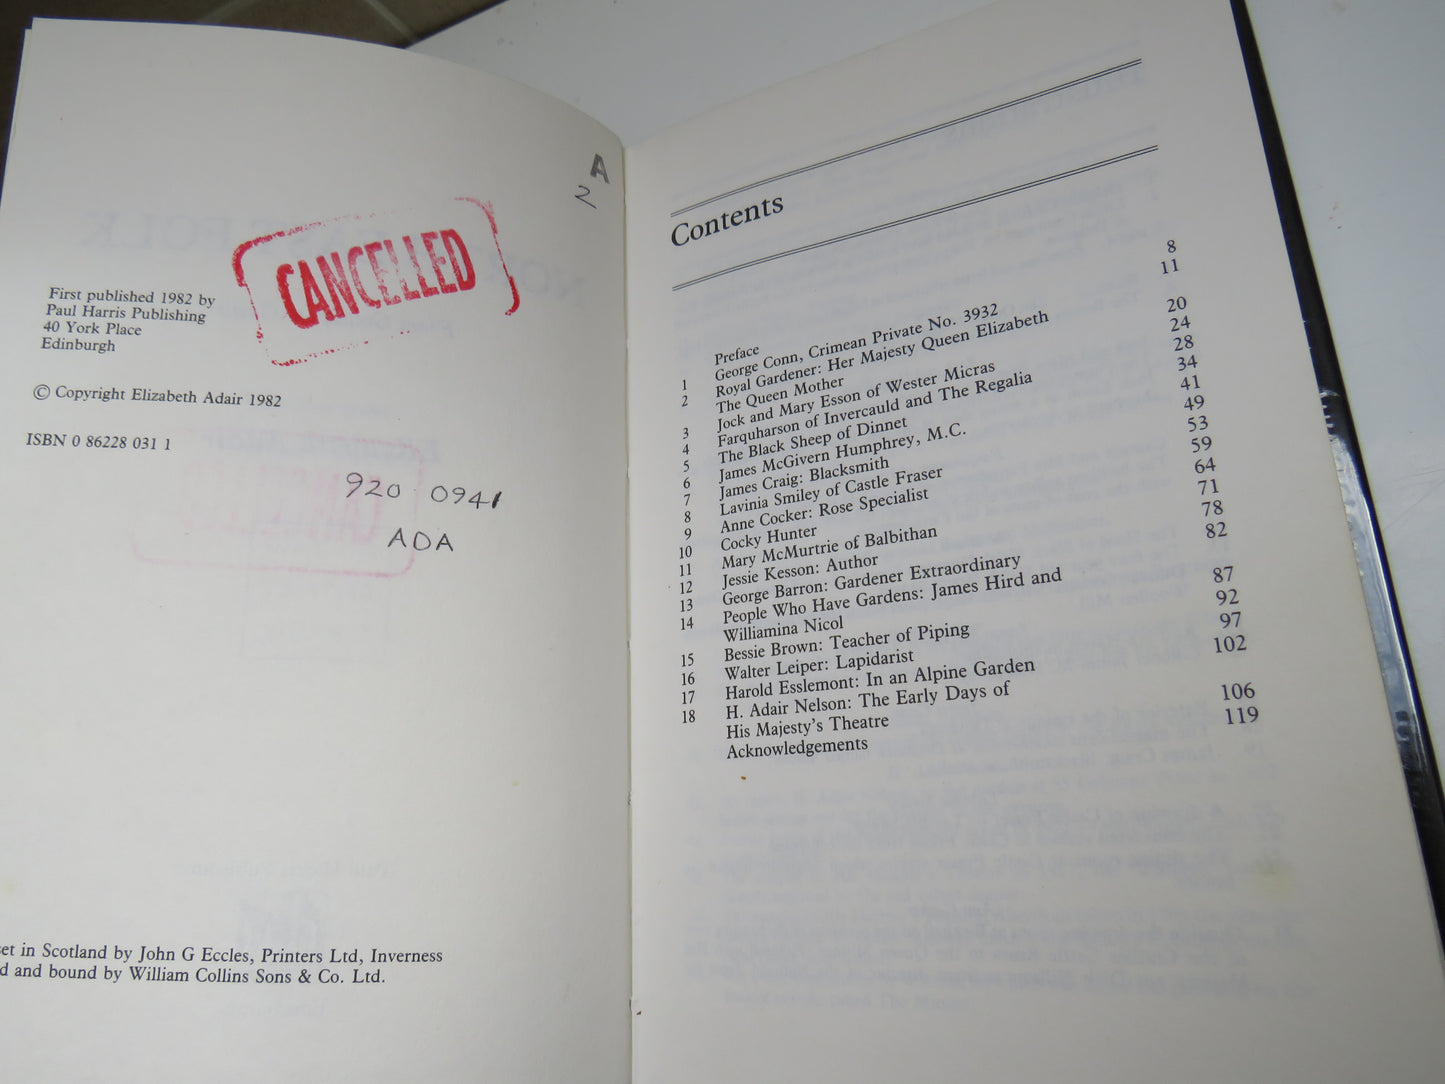 A
2
CANCELLED
First published 1982 by
Paul Harris Publishing
40 York Place
Edinburgh
© Copyright Elizabeth Adair 1982
ISBN 0 86228 031 1
920 0941
ADA
et in Scotland by John G Eccles, Printers Ltd, Inverness
d and bound by William Collins Sons & Co. Ltd.
Contents
Preface 8
1 George Conn, Crimean Private No. 3932 11
2 Royal Gardener: Her Majesty Queen Elizabeth
The Queen Mother 20
3 Jock and Mary Esson of Wester Micras 24
4 Farquharson of Invercauld and The Regalia 28
5 The Black Sheep of Dinnet 34
6 James McGivern Humphrey, M.C. 41
7 James Craig: Blacksmith 49
8 Lavinia Smiley of Castle Fraser 53
9 Anne Cocker: Rose Specialist 59
10 Cocky Hunter 64
11 Mary McMurtrie of Balbithan 71
12 Jessie Kesson: Author 78
13 George Barron: Gardener Extraordinary 82
14 People Who Have Gardens: James Hird and
Williamina Nicol 87
15 Bessie Brown: Teacher of Piping 92
16 Walter Leiper: Lapidarist 97
17 Harold Esslemont: In an Alpine Garden 102
18 H. Adair Nelson: The Early Days of
His Majesty's Theatre 106
Acknowledgements 119